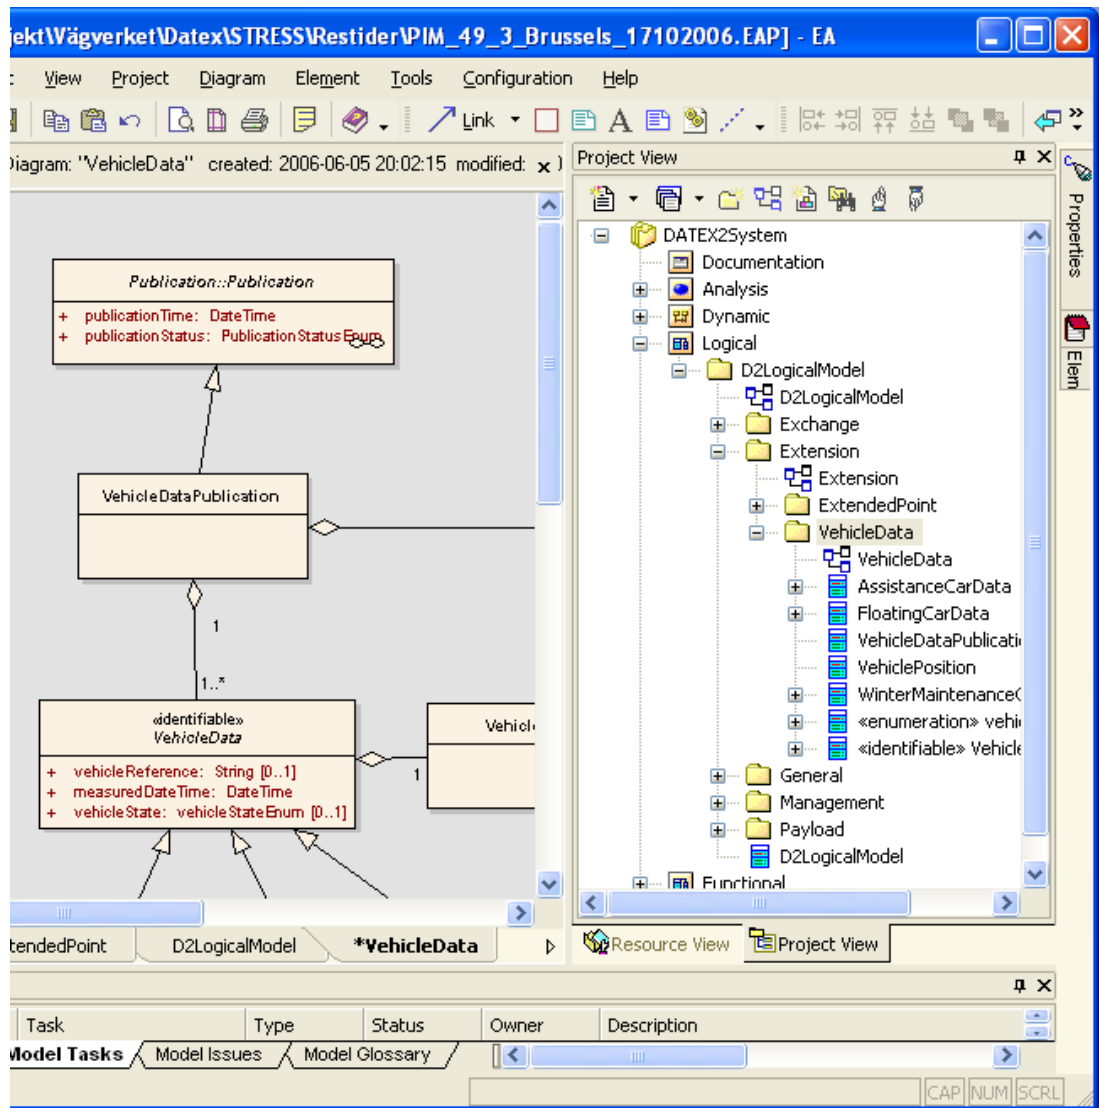 jekt\Vägverket\Datex\STRESS\Restider\PIM_49_3_Brussels_17102006.EAP] - EA
View Project Diagram Element Tools Configuration Help
Link
Diagram: "VehicleData" created: 2006-06-05 20:02:15 modified:
Project View
Properties
Elem
Publication::Publication
+ publicationTime: DateTime
+ publicationStatus: PublicationStatusEnum
VehicleDataPublication
1
1..*
«identifiable»
VehicleData
+ vehicleReference: String [0..1]
+ measuredDateTime: DateTime
+ vehicleState: vehicleStateEnum [0..1]
1
Vehicl
DATEX2System
Documentation
Analysis
Dynamic
Logical
D2LogicalModel
D2LogicalModel
Exchange
Extension
Extension
ExtendedPoint
VehicleData
VehicleData
AssistanceCarData
FloatingCarData
VehicleDataPublicati
VehiclePosition
WinterMaintenanceC
«enumeration» vehi
«identifiable» Vehicle
General
Management
Payload
D2LogicalModel
Functional
tendedPoint D2LogicalModel *VehicleData
Resource View Project View
Task Type Status Owner Description
Model Tasks Model Issues Model Glossary
CAP NUM SCRL